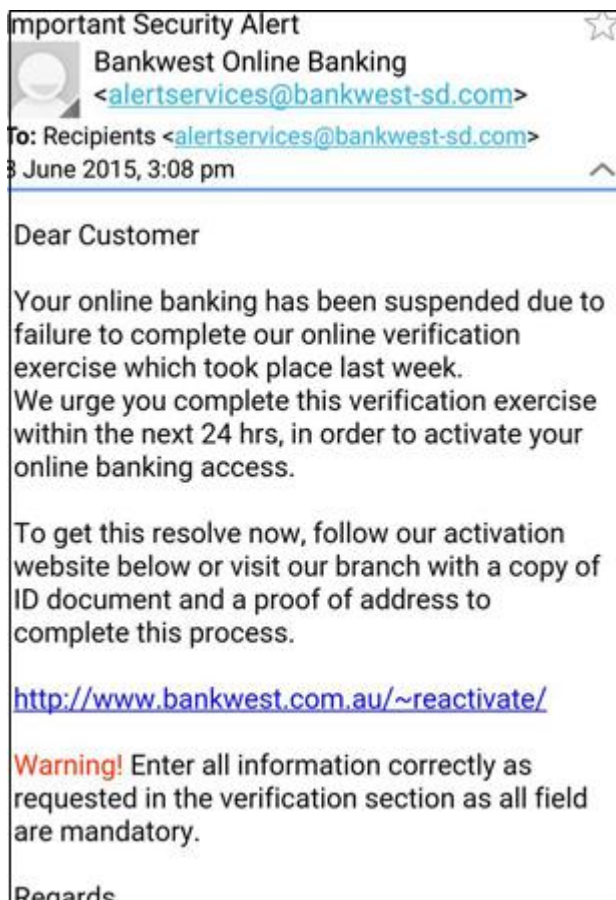 mportant Security Alert
Bankwest Online Banking
<alertservices@bankwest-sd.com>
To: Recipients <alertservices@bankwest-sd.com>
3 June 2015, 3:08 pm
Dear Customer
Your online banking has been suspended due to
failure to complete our online verification
exercise which took place last week.
We urge you complete this verification exercise
within the next 24 hrs, in order to activate your
online banking access.
To get this resolve now, follow our activation
website below or visit our branch with a copy of
ID document and a proof of address to
complete this process.
http://www.bankwest.com.au/~reactivate/
Warning! Enter all information correctly as
requested in the verification section as all field
are mandatory.
Regards